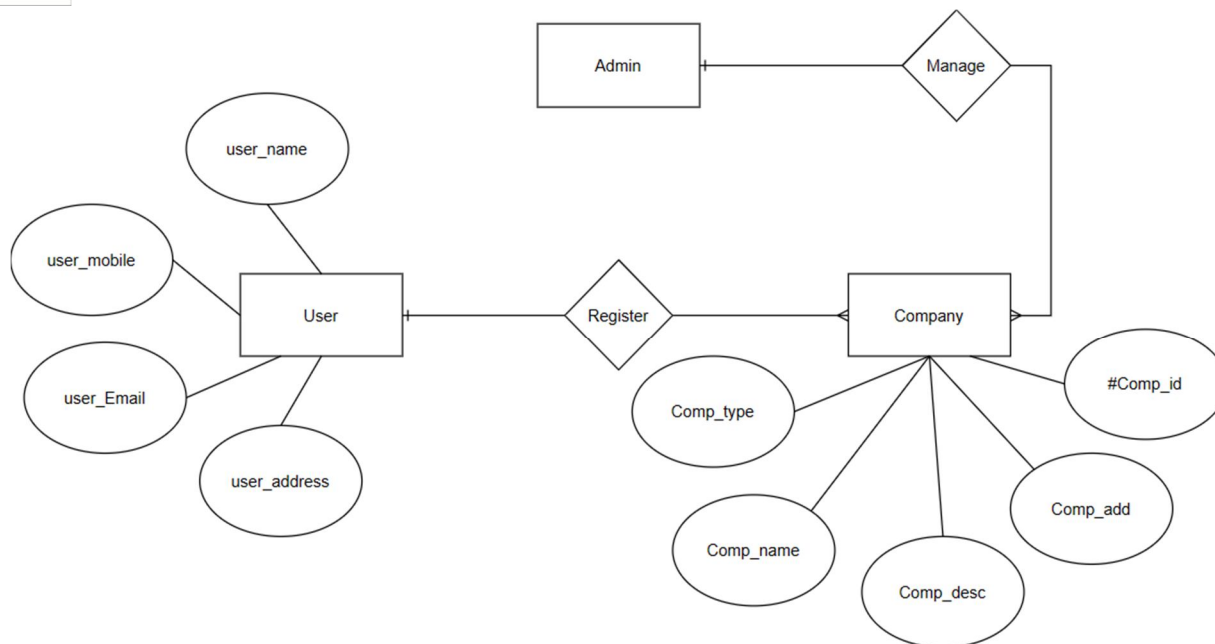 Admin
Manage
user_name
user_mobile
User
Register
Company
user_Email
user_address
Comp_type
#Comp_id
Comp_name
Comp_add
Comp_desc